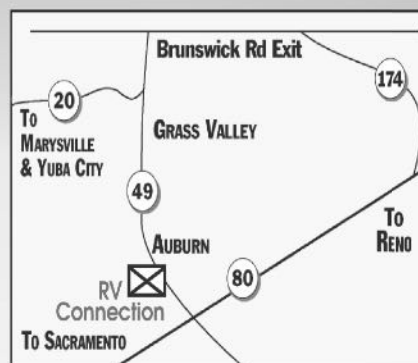 Brunswick Rd Exit
174
20
TO
MARYSVILLE
& YUBA CITY
GRASS VALLEY
49
TO
RENO
AUBURN
80
RV
Connection
TO SACRAMENTO